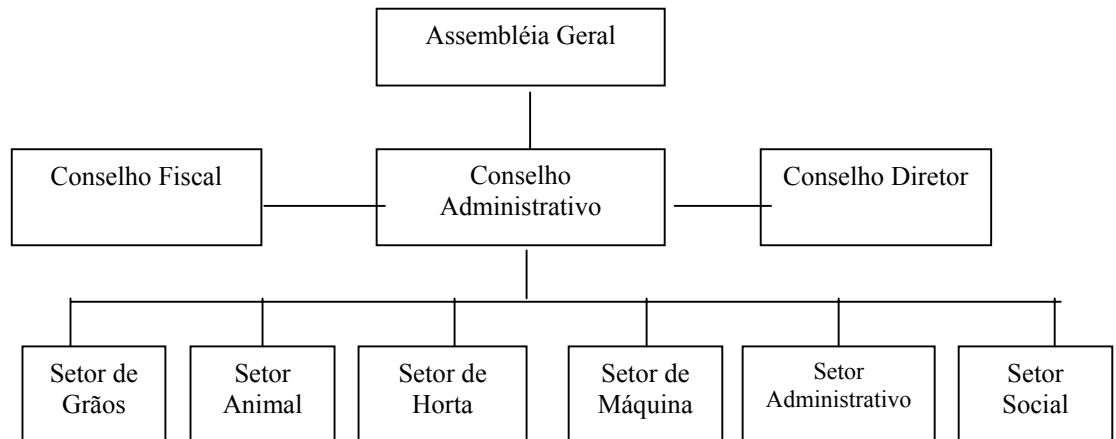 Assembléia Geral
Conselho Fiscal
Conselho
Administrativo
Conselho Diretor
Setor de
Grãos
Setor
Animal
Setor de
Horta
Setor de
Máquina
Setor
Administrativo
Setor
Social